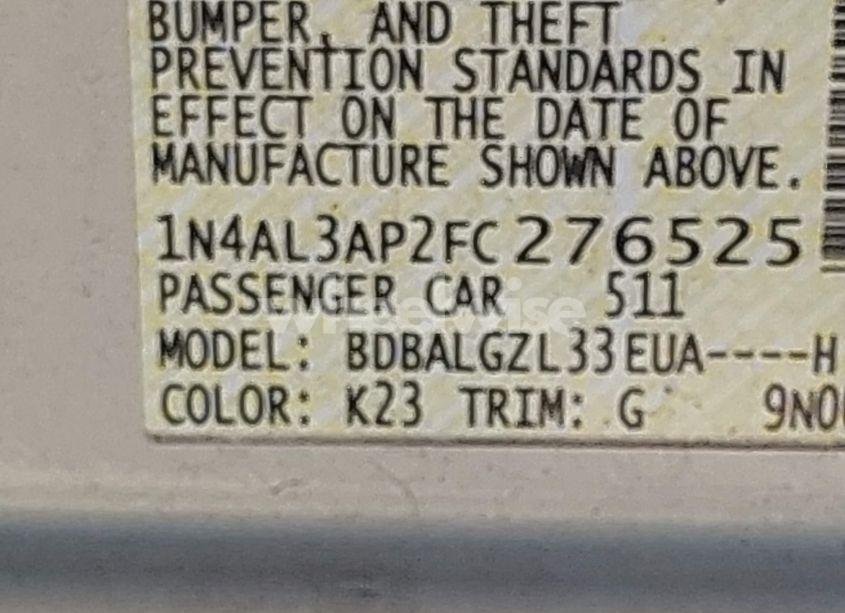 BUMPER, AND THEFT
PREVENTION STANDARDS IN
EFFECT ON THE DATE OF
MANUFACTURE SHOWN ABOVE.
1N4AL3AP2FC276525
PASSENGER CAR 511
wheelwise
MODEL: BDBALGZL33EUA----H
COLOR: K23 TRIM: G